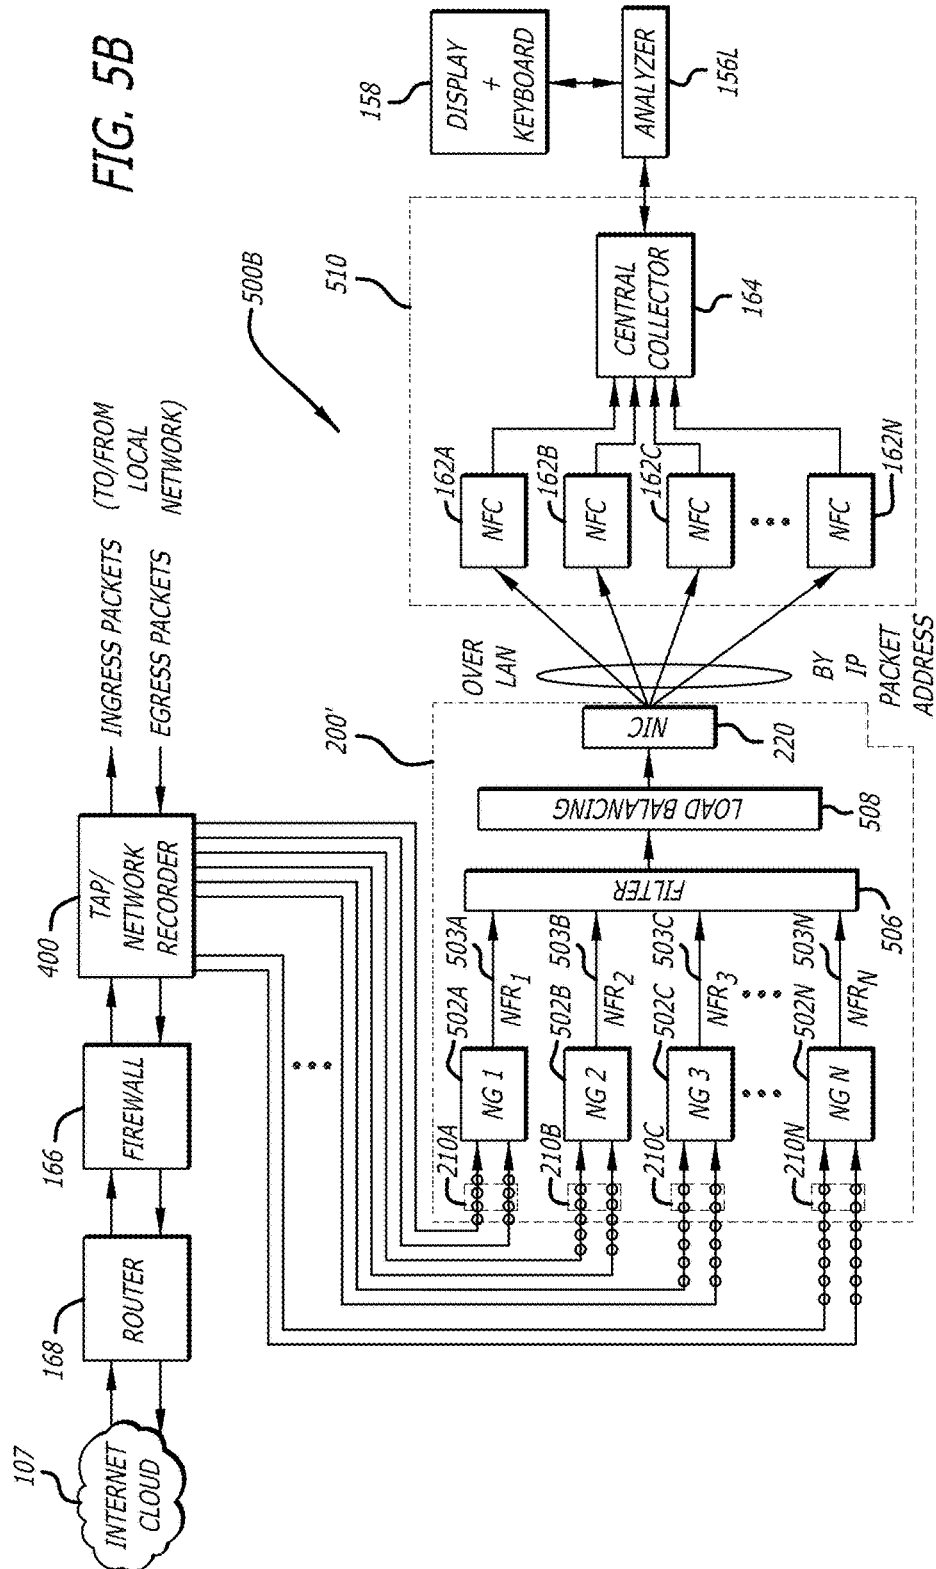 FIG. 5B
107
INTERNET
CLOUD
168
ROUTER
166
FIREWALL
400
TAP/
NETWORK
RECORDER
INGRESS PACKETS
EGRESS PACKETS
(TO/FROM
LOCAL
NETWORK)
500B
200'
510
158
DISPLAY
+
KEYBOARD
ANALYZER
156L
210A
NG 1
502A
NFR1
503A
210B
NG 2
502B
NFR2
503B
210C
NG 3
502C
NFR3
503C
210N
NG N
502N
NFRN
503N
FILTER
506
LOAD BALANCING
508
NIC
220
OVER
LAN
BY IP
PACKET
ADDRESS
NFC
162A
NFC
162B
NFC
162C
NFC
162N
CENTRAL
COLLECTOR
164